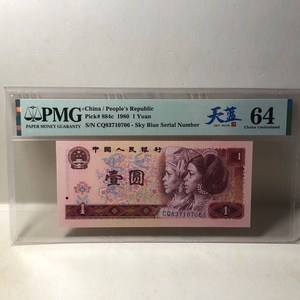 PMG
PAPER MONEY GUARANTY
China / People's Republic
Pick# 884c 1980 1 Yuan
S/N CQ83710706 - Sky Blue Serial Number
天蓝
64
Choice Uncirculated
中国人民银行
1
壹圆
CQ83710706
1
1